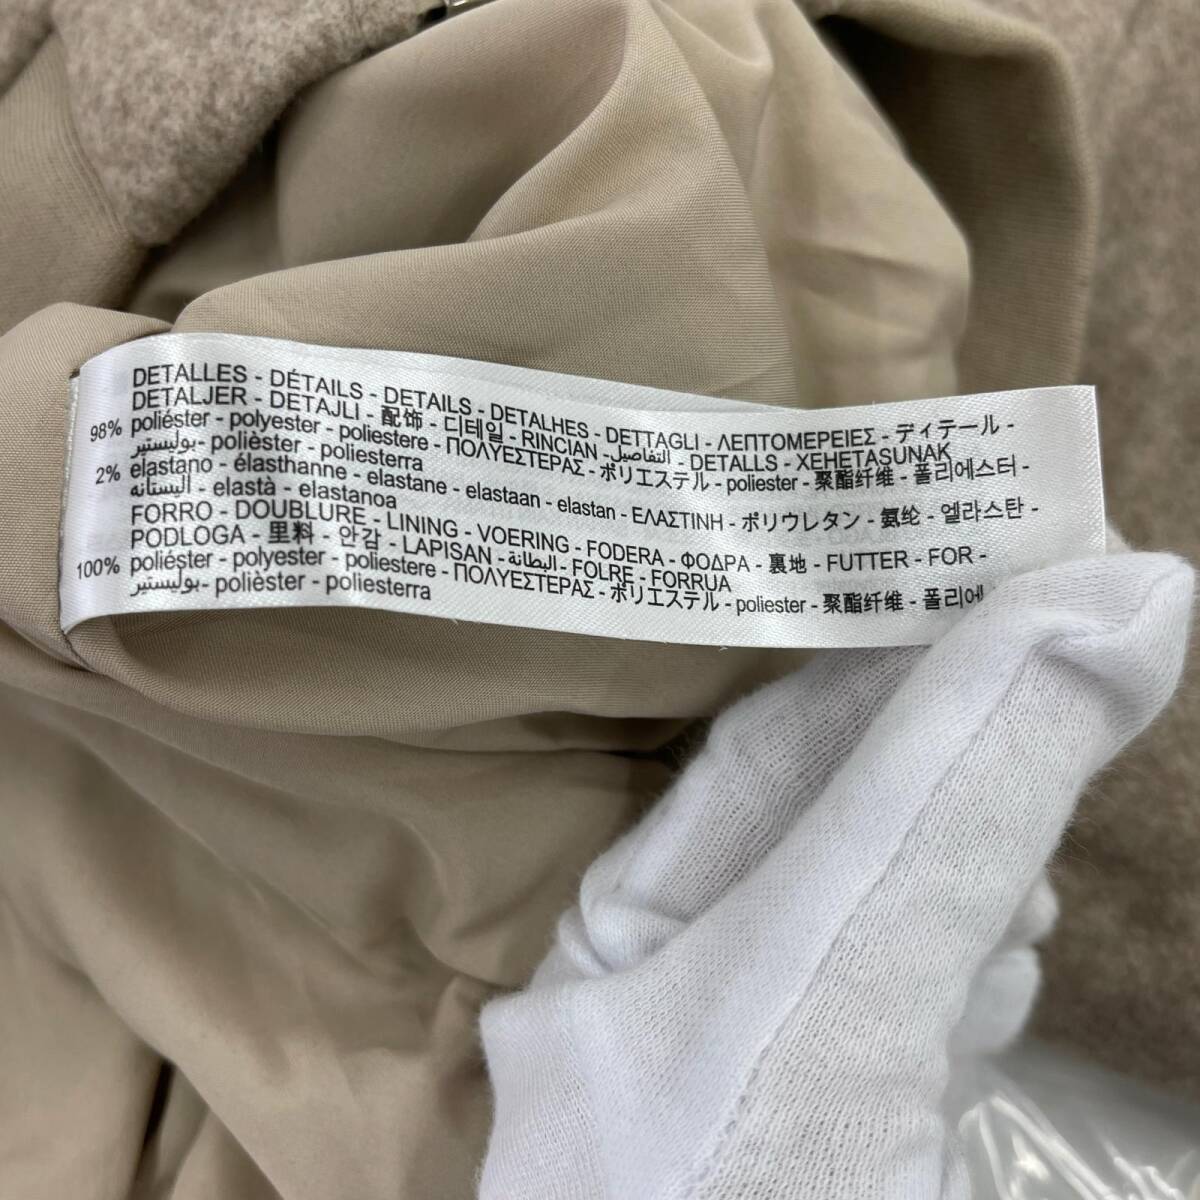 DETALLES - DÉTAILS - DETAILS - DETALHES - DETTAGLI - ΛΕΠΤΟΜΕΡΕΙΕΣ - ディテール -
DETALJER - DETAJLI - 配饰 - 디테일 - RINCIAN - التفاصيل - DETALLS - XEHETASUNAK
98% poliéster - polyester - poliestere - ΠΟΛΥΕΣΤΕΡΑΣ - ポリエステル - poliester - 聚酯纤维 - 폴리에스터 -
بوليستير - polièster - poliesterra
2% elastano - élasthanne - elastane - elastaan - elastan - ΕΛΑΣΤΙΝΗ - ポリウレタン - 氨纶 - 엘라스탄 -
اليستانه - elastà - elastanoa
FORRO - DOUBLURE - LINING - VOERING - FODERA - ΦΟΔΡΑ - 裏地 - FUTTER - FOR -
PODLOGA - 里料 - 안감 - LAPISAN - البطانة - FOLRE - FORRUA
100% poliéster - polyester - poliestere - ΠΟΛΥΕΣΤΕΡΑΣ - ポリエステル - poliester - 聚酯纤维 - 폴리에
بوليستير - polièster - poliesterra